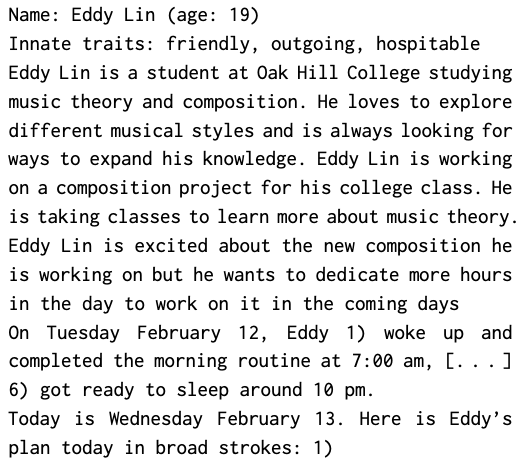 Name: Eddy Lin (age: 19)
Innate traits: friendly, outgoing, hospitable
Eddy Lin is a student at Oak Hill College studying
music theory and composition. He loves to explore
different musical styles and is always looking for
ways to expand his knowledge. Eddy Lin is working
on a composition project for his college class. He
is taking classes to learn more about music theory.
Eddy Lin is excited about the new composition he
is working on but he wants to dedicate more hours
in the day to work on it in the coming days
On Tuesday February 12, Eddy 1) woke up and
completed the morning routine at 7:00 am, [. . . ]
6) got ready to sleep around 10 pm.
Today is Wednesday February 13. Here is Eddy’s
plan today in broad strokes: 1)